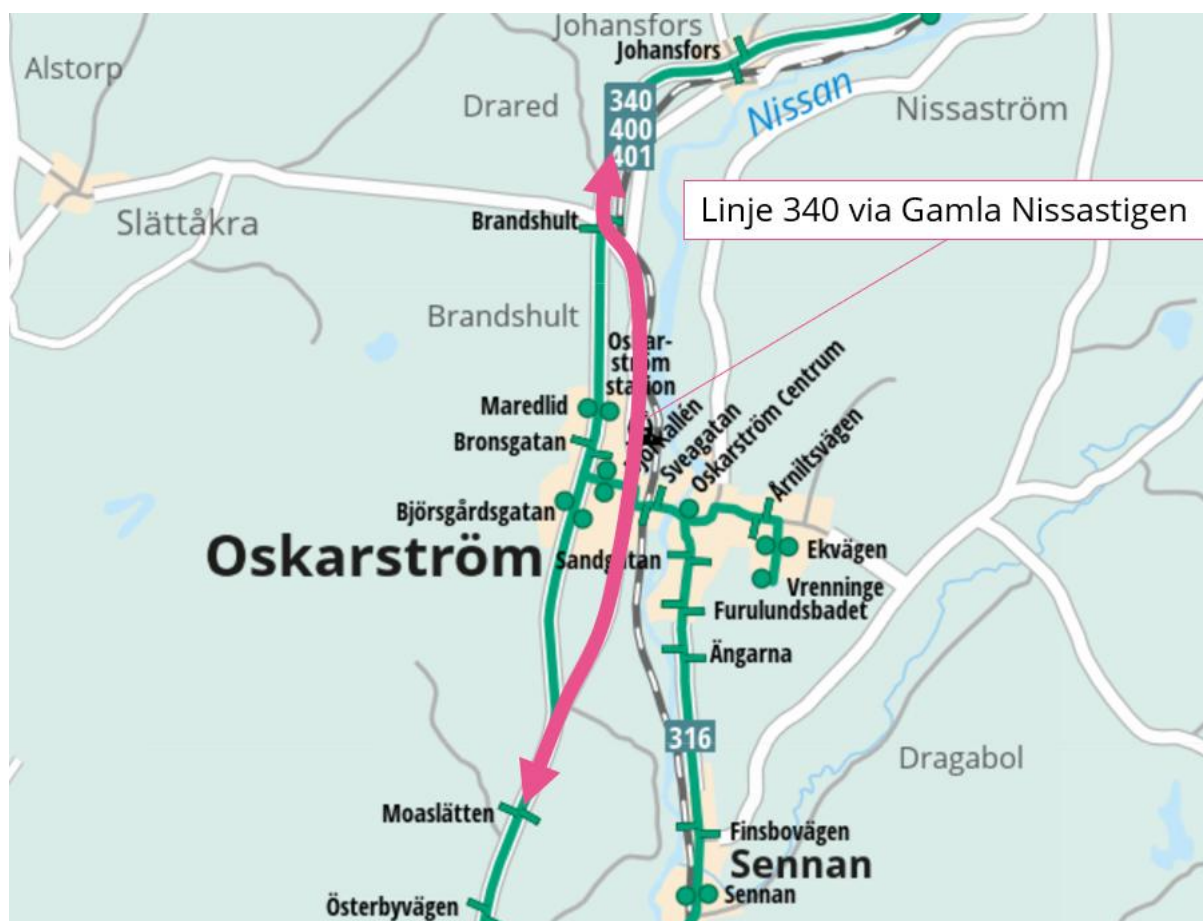 Johansfors
Johansfors
Alstorp
Drared
340
400
401
Nissan
Nissaström
Linje 340 via Gamla Nissastigen
Slättåkra
Brandshult
Brandshult
Maredlid
Bronsgatan
Sveagatan
Oskarström Centrum
Årniltsvägen
Björsgårdsgatan
Oskarström
Ekvägen
Vrenninge
Furulundsbadet
Ängarna
316
Dragabol
Moaslätten
Finsbovägen
Sennan
Sennan
Österbyvägen